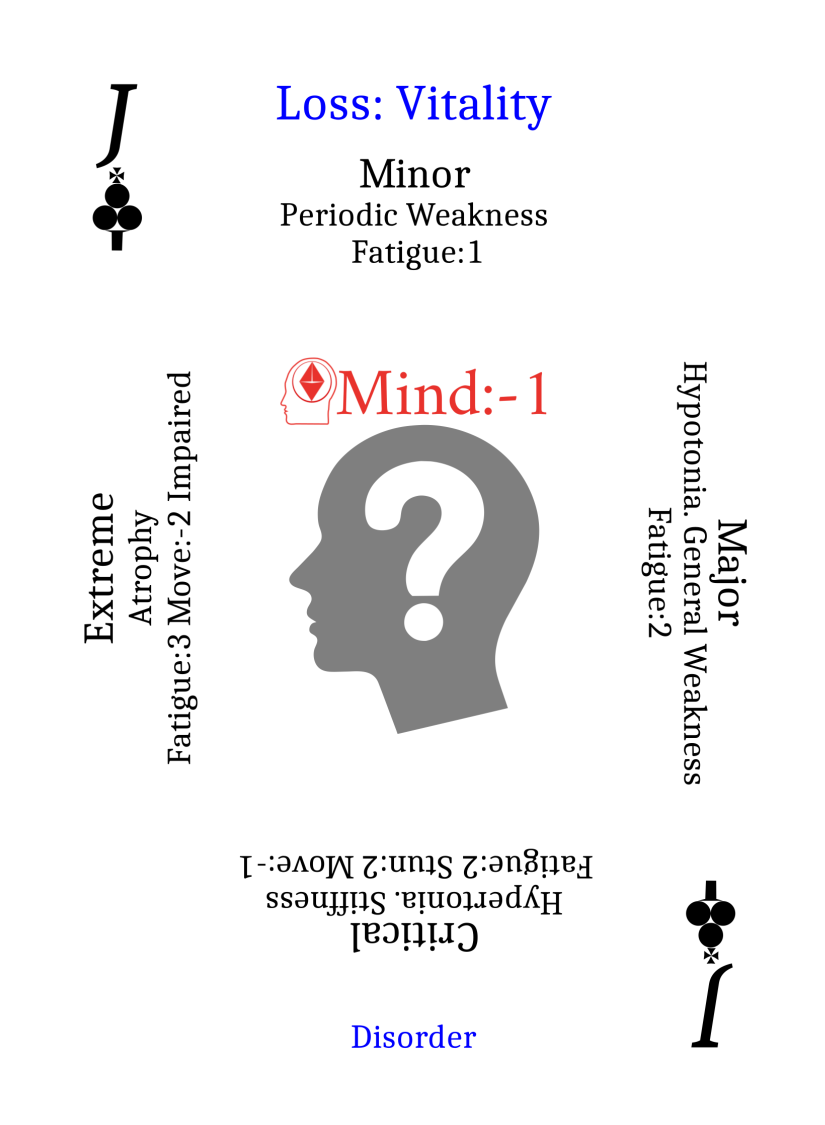 J
Loss: Vitality
Minor
Periodic Weakness
Fatigue:1
Mind:-1
Major
Hypotonia. General Weakness
Fatigue:2
Critical
Hypertonia. Stiffness
Fatigue:2 Stun:2 Move:-1
Extreme
Atrophy
Fatigue:3 Move:-2 Impaired
?
Disorder
J